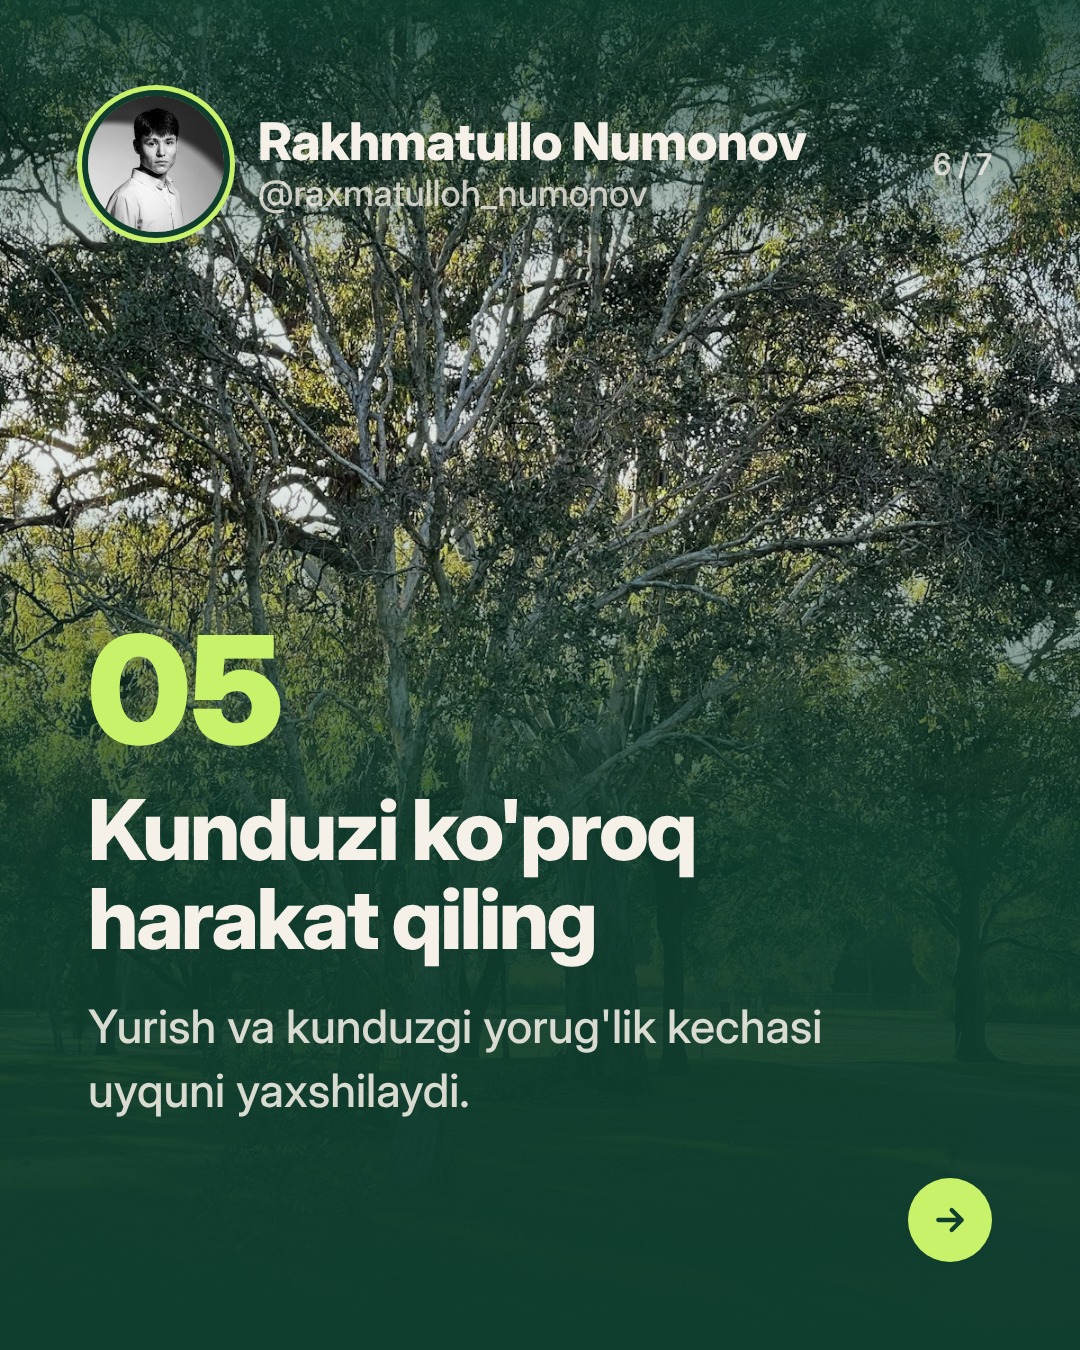 Rakhmatullo Numonov
@raxmatulloh_numonov
6 / 7
05
Kunduzi ko'proq
harakat qiling
Yurish va kunduzgi yorug'lik kechasi
uyquni yaxshilaydi.